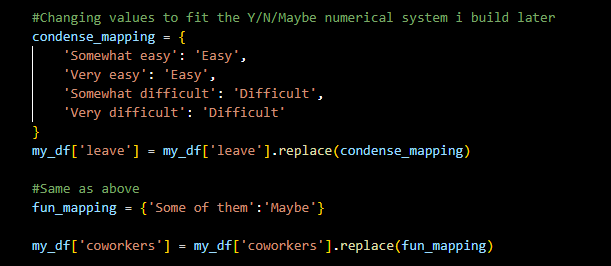 #Changing values to fit the Y/N/Maybe numerical system i build later
condense_mapping = {
    'Somewhat easy': 'Easy',
    'Very easy': 'Easy',
    'Somewhat difficult': 'Difficult',
    'Very difficult': 'Difficult'
}
my_df['leave'] = my_df['leave'].replace(condense_mapping)

#Same as above
fun_mapping = {'Some of them':'Maybe'}

my_df['coworkers'] = my_df['coworkers'].replace(fun_mapping)